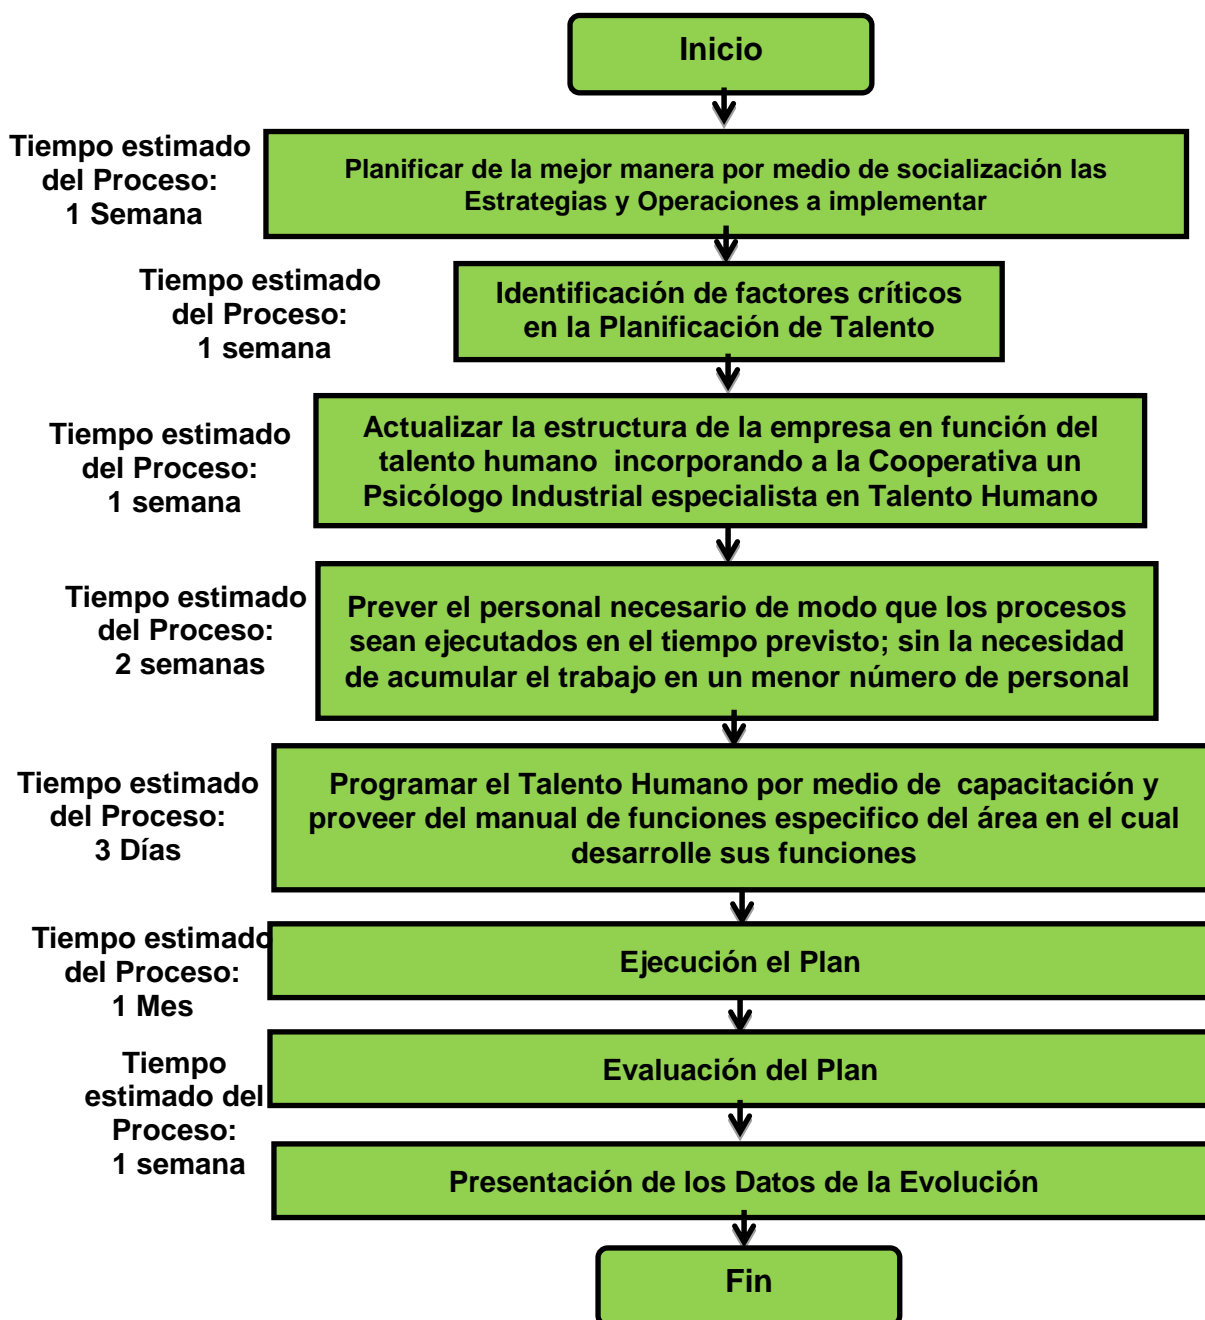 Inicio
Tiempo estimado
del Proceso:
1 Semana
Planificar de la mejor manera por medio de socialización las
Estrategias y Operaciones a implementar
Tiempo estimado
del Proceso:
1 semana
Identificación de factores críticos
en la Planificación de Talento
Tiempo estimado
del Proceso:
1 semana
Actualizar la estructura de la empresa en función del
talento humano incorporando a la Cooperativa un
Psicólogo Industrial especialista en Talento Humano
Tiempo estimado
del Proceso:
2 semanas
Prever el personal necesario de modo que los procesos
sean ejecutados en el tiempo previsto; sin la necesidad
de acumular el trabajo en un menor número de personal
Tiempo estimado
del Proceso:
3 Días
Programar el Talento Humano por medio de capacitación y
proveer del manual de funciones especifico del área en el cual
desarrolle sus funciones
Tiempo estimado
del Proceso:
1 Mes
Ejecución el Plan
Tiempo
estimado del
Proceso:
1 semana
Evaluación del Plan
Presentación de los Datos de la Evolución
Fin